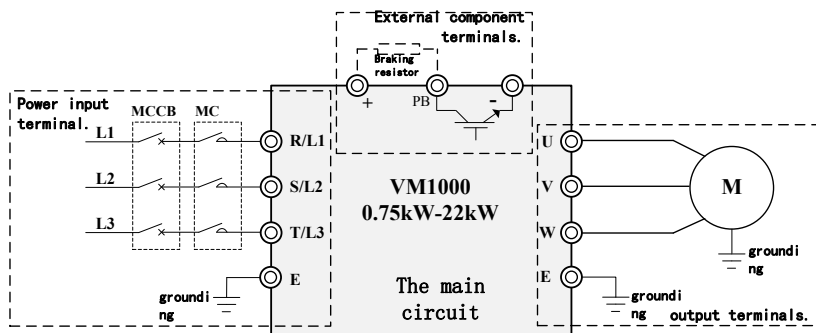 External component
terminals.
Braking
resistor
+
PB
-
Power input
terminal.
MCCB
MC
L1
R/L1
L2
S/L2
L3
T/L3
E
groundi
ng
VM1000
0.75kW-22kW
The main
circuit
U
V
W
E
M
groundi
ng
groundi
ng
output terminals.